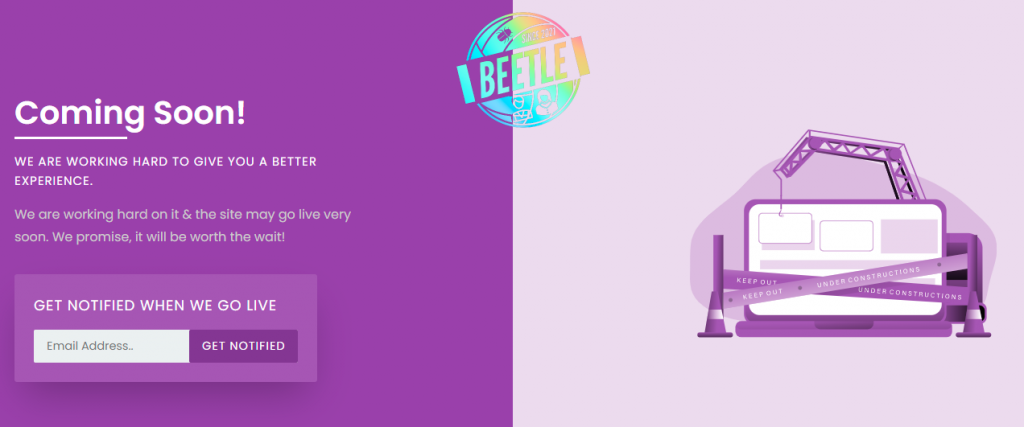 BEETLE
Coming Soon!
WE ARE WORKING HARD TO GIVE YOU A BETTER
EXPERIENCE.
We are working hard on it & the site may go live very
soon. We promise, it will be worth the wait!
GET NOTIFIED WHEN WE GO LIVE
Email Address..
GET NOTIFIED
KEEP OUT
UNDER CONSTRUCTIONS
KEEP OUT
UNDER CONSTRUCTIONS